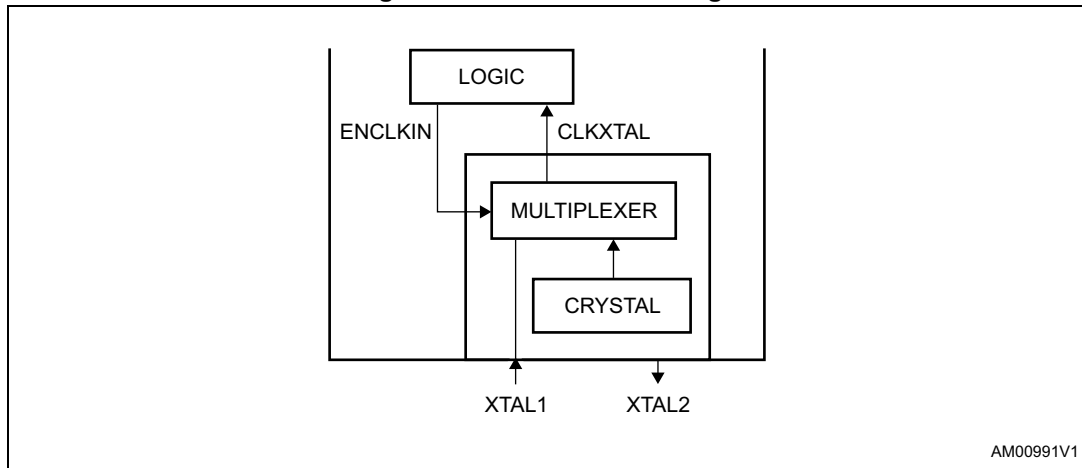 LOGIC
ENCLKIN CLKXTAL
MULTIPLEXER
CRYSTAL
XTAL1 XTAL2
AM00991V1